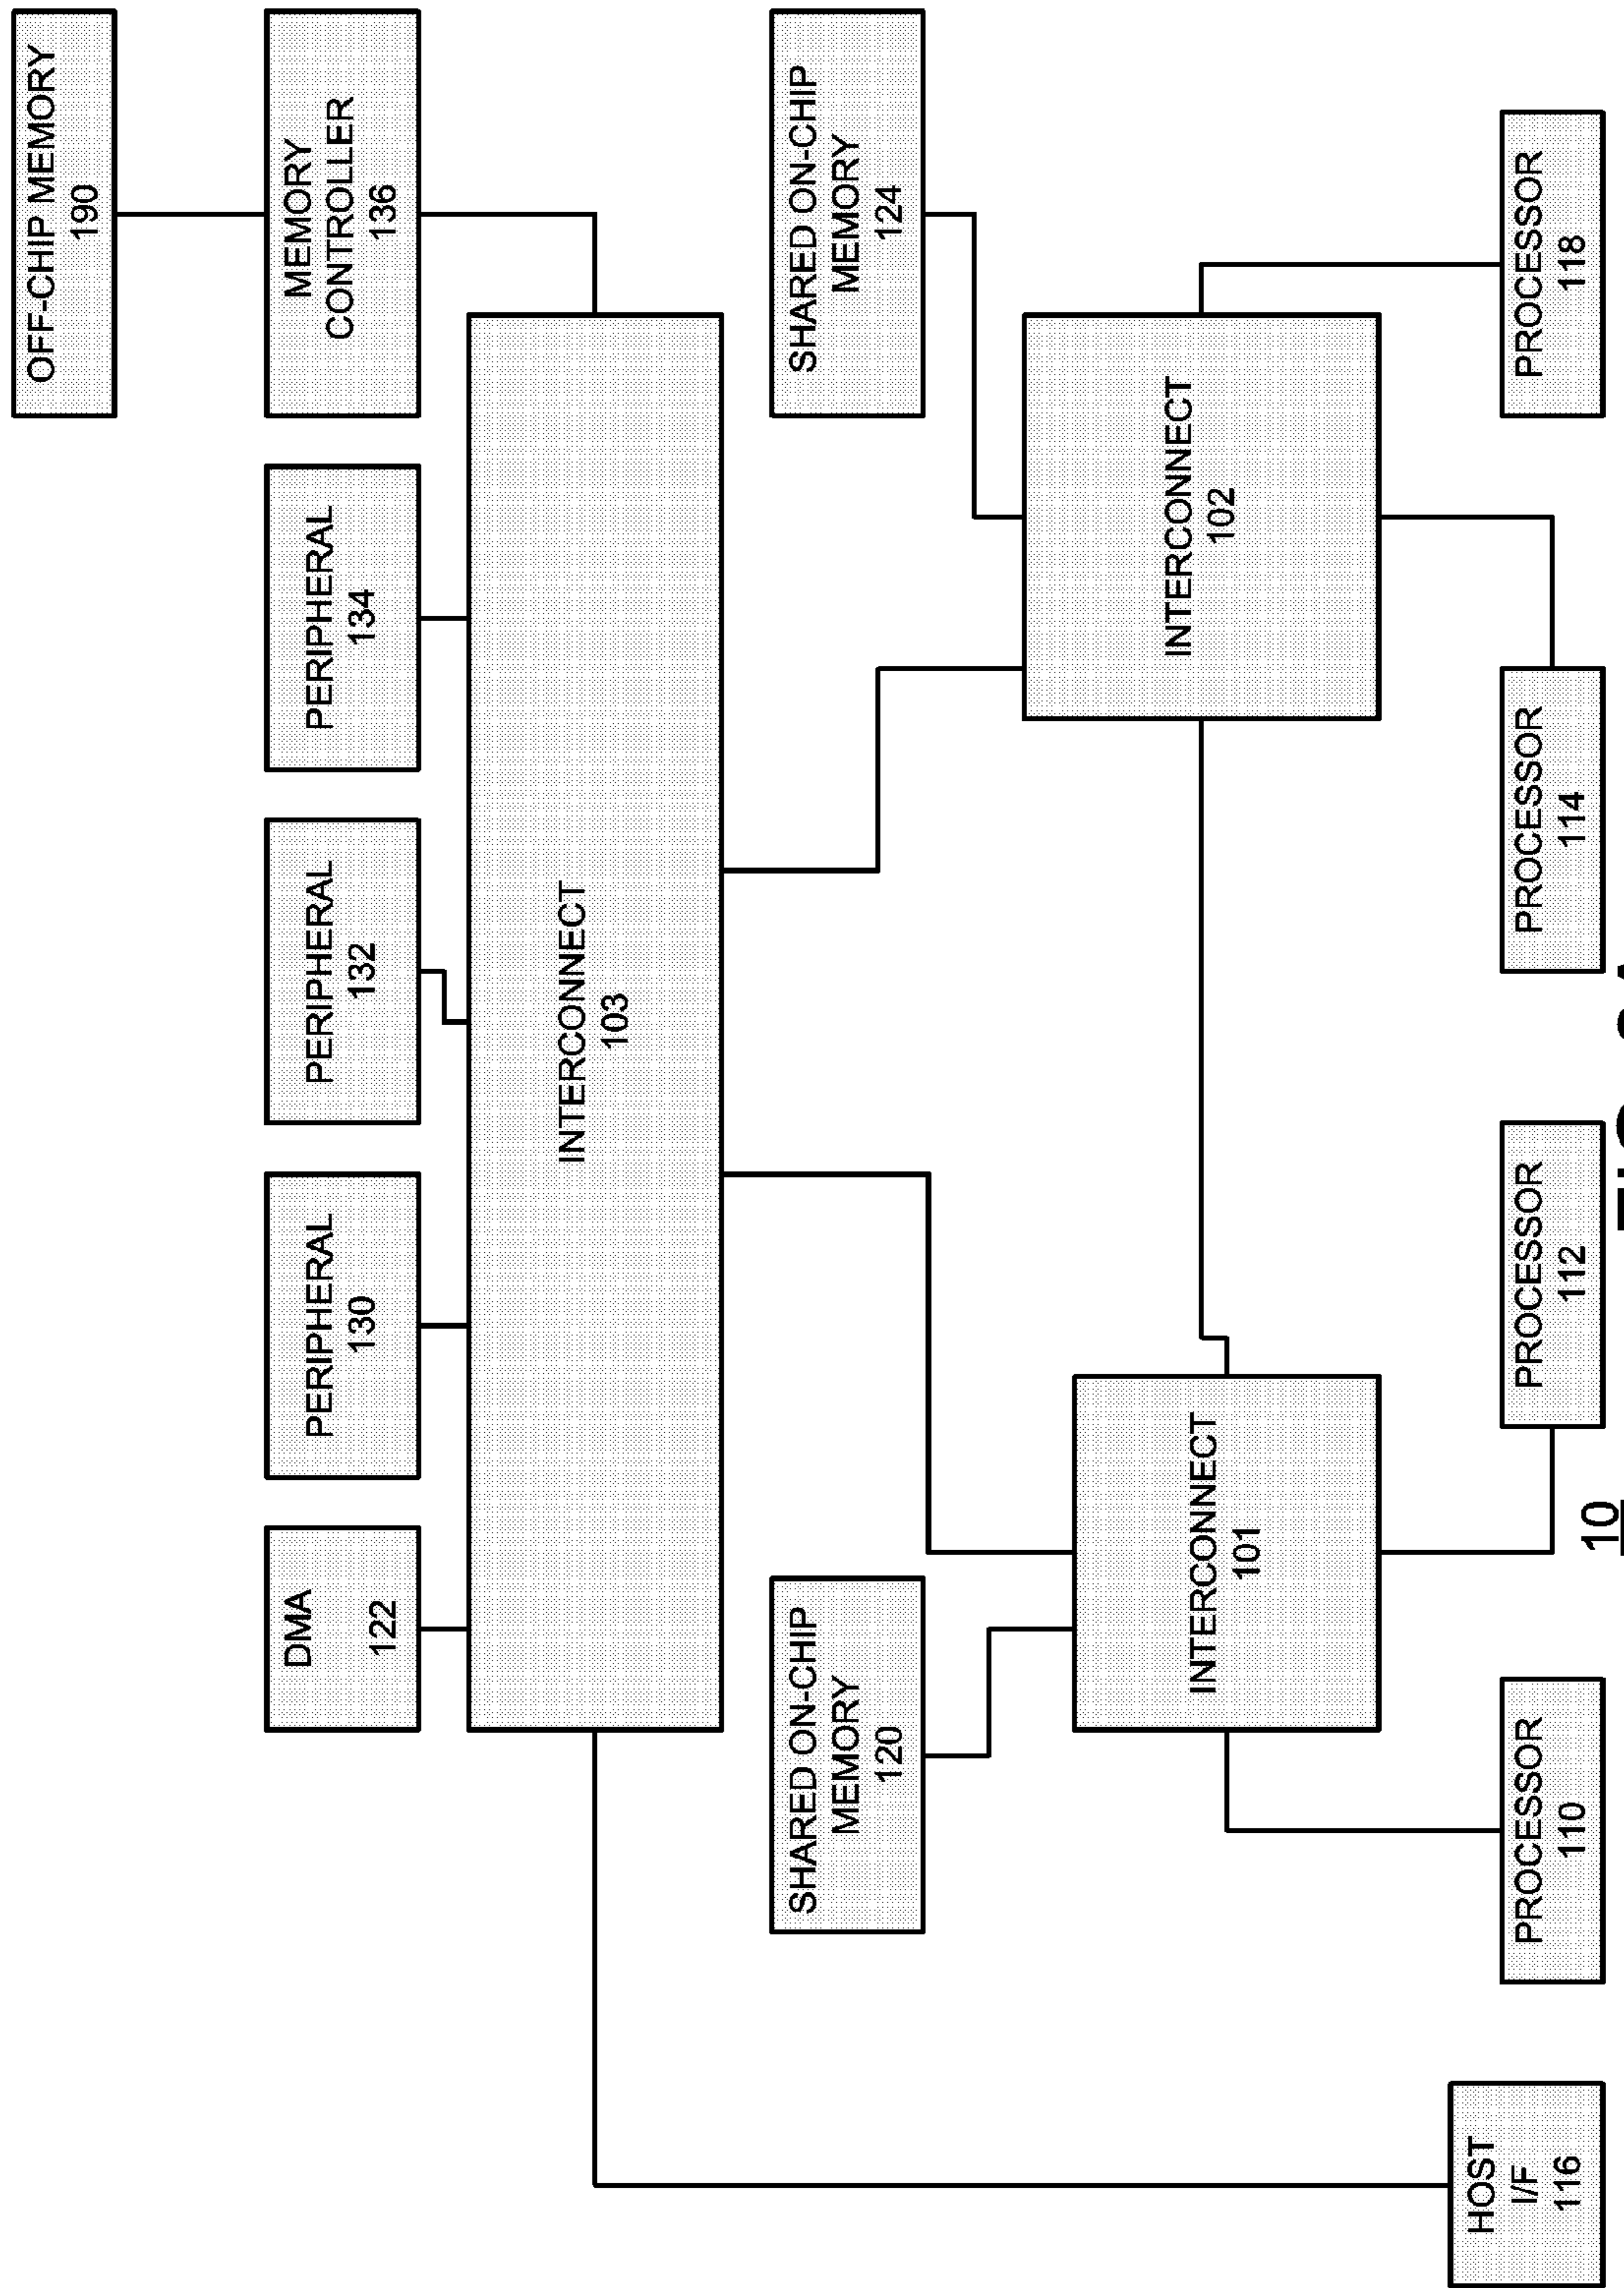 OFF-CHIP MEMORY
190
DMA
122
PERIPHERAL
130
PERIPHERAL
132
PERIPHERAL
134
MEMORY
CONTROLLER
136
INTERCONNECT
103
SHARED ON-CHIP
MEMORY
120
SHARED ON-CHIP
MEMORY
124
INTERCONNECT
101
INTERCONNECT
102
HOST
I/F
116
PROCESSOR
110
PROCESSOR
112
PROCESSOR
114
PROCESSOR
118
10